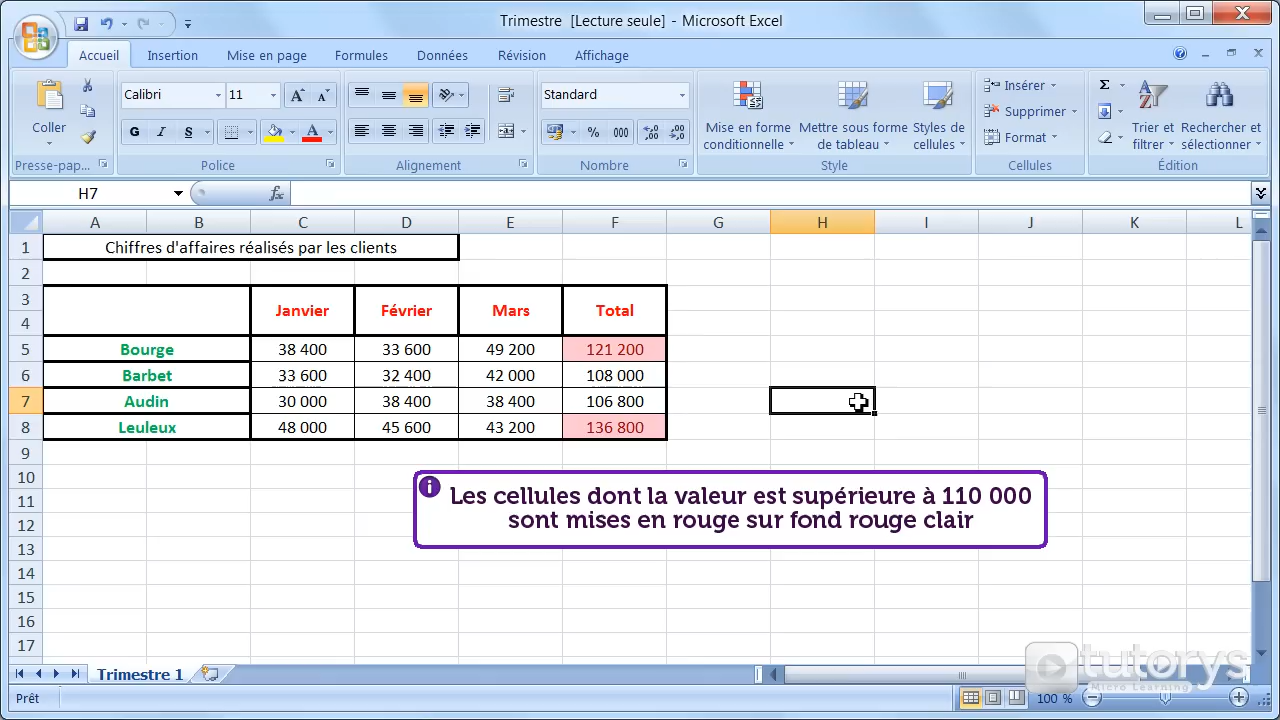 Trimestre [Lecture seule] - Microsoft Excel
Accueil Insertion Mise en page Formules Données Révision Affichage
Coller
Presse-pap...
Calibri 11
G I S A
Police
Alignement
Standard
% 000
Nombre
Mise en forme conditionnelle
Mettre sous forme de tableau
Styles de cellules
Style
Insérer
Supprimer
Format
Cellules
Σ
Trier et filtrer
Rechercher et sélectionner
Édition
H7 fx
A B C D E F G H I J K L
1 Chiffres d'affaires réalisés par les clients
2
3 Janvier Février Mars Total
4
5 Bourge 38 400 33 600 49 200 121 200
6 Barbet 33 600 32 400 42 000 108 000
7 Audin 30 000 38 400 38 400 106 800
8 Leuleux 48 000 45 600 43 200 136 800
9
10
11
12
13
14
15
16
17
Les cellules dont la valeur est supérieure à 110 000
sont mises en rouge sur fond rouge clair
Trimestre 1
tutorys
Micro Learning
Prêt 100 %